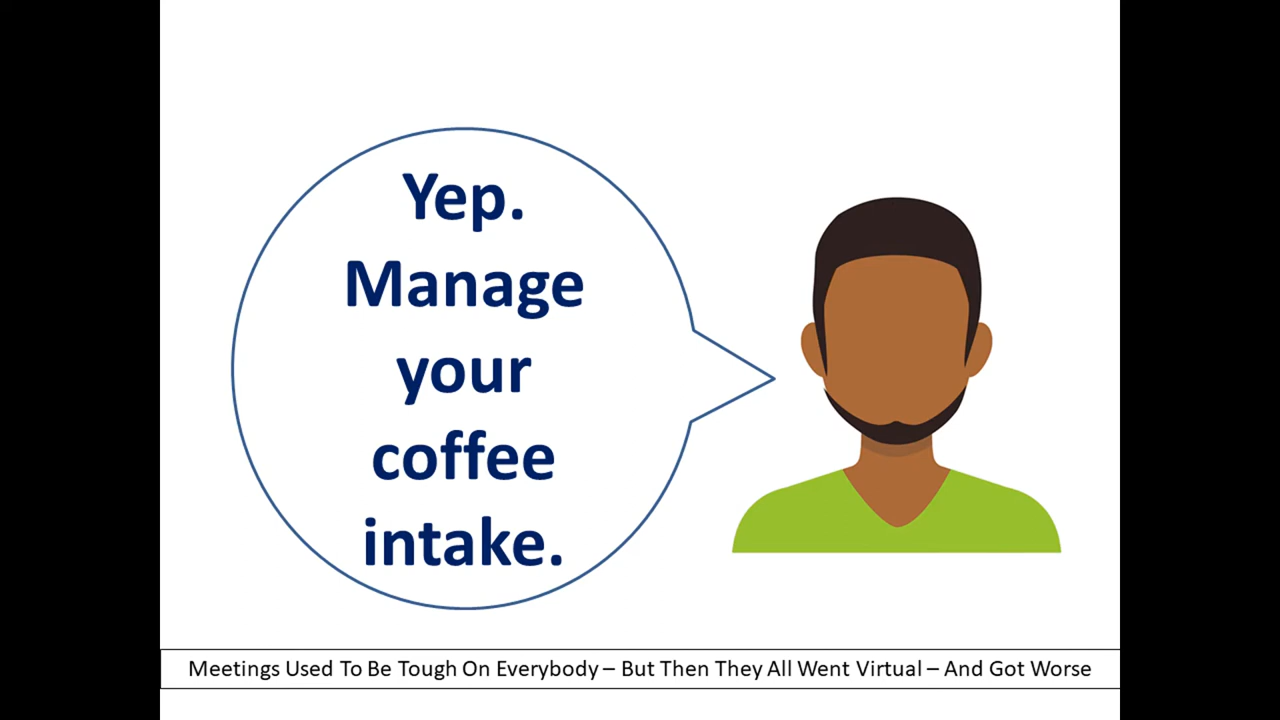 Yep.
Manage
your
coffee
intake.
Meetings Used To Be Tough On Everybody – But Then They All Went Virtual – And Got Worse